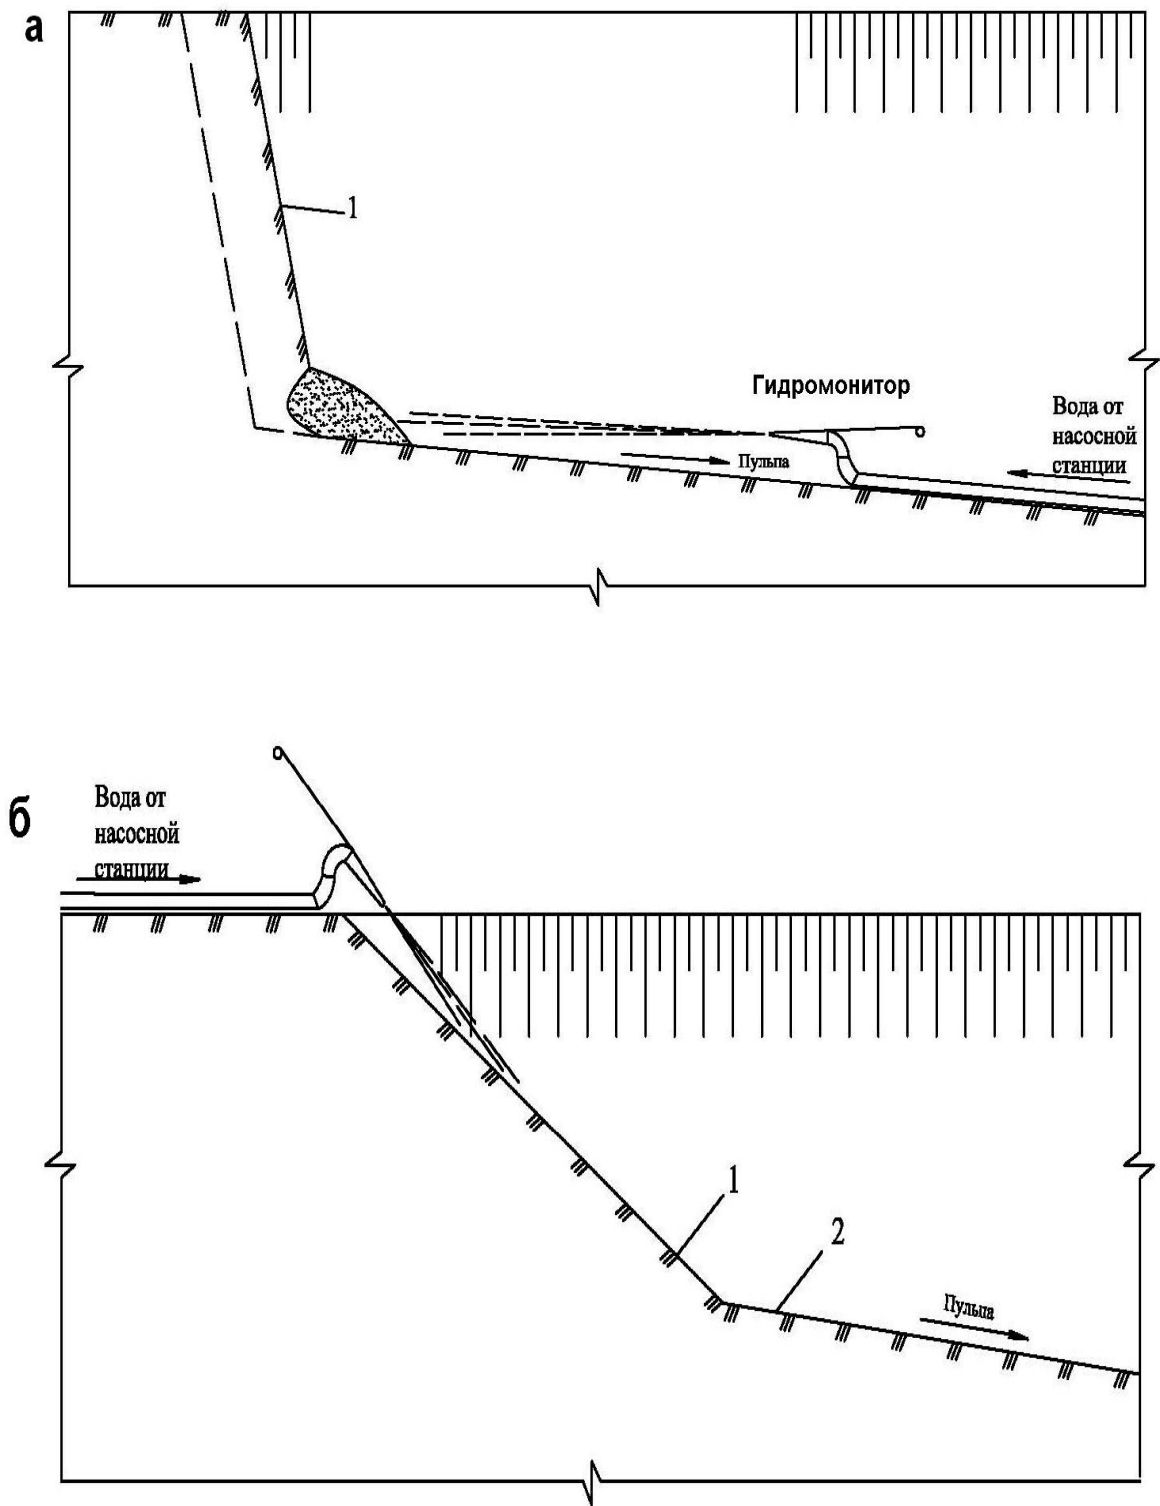 а
1
Гидромонитор
Вода от
насосной
станции
Пульпа
б
Вода от
насосной
станции
1
2
Пульпа